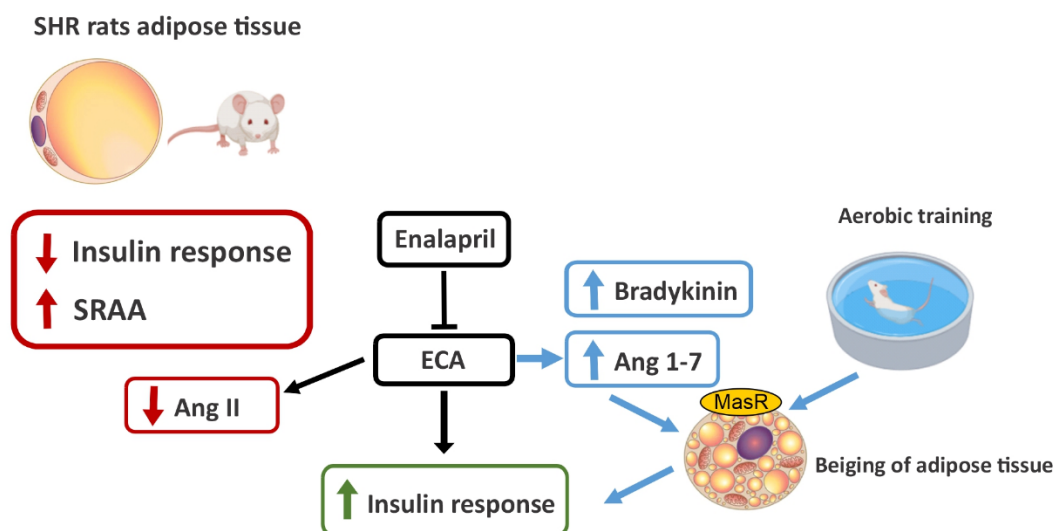 SHR rats adipose tissue
Insulin response
SRAA
Enalapril
Aerobic training
Bradykinin
ECA
Ang 1-7
Ang II
MasR
Beiging of adipose tissue
Insulin response